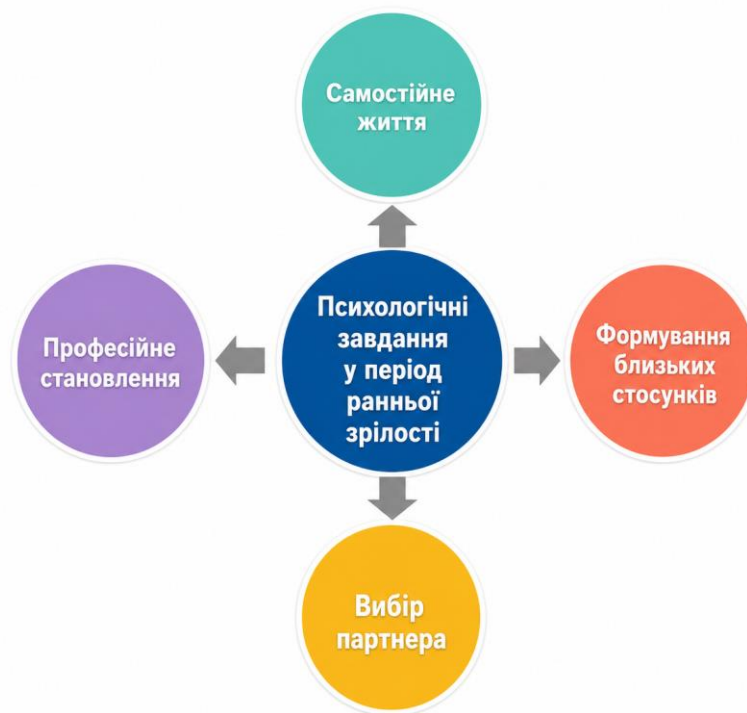 Самостійне
життя
Професійне
становлення
Психологічні
завдання
у період
ранньої
зрілості
Формування
близьких
стосунків
Вибір
партнера